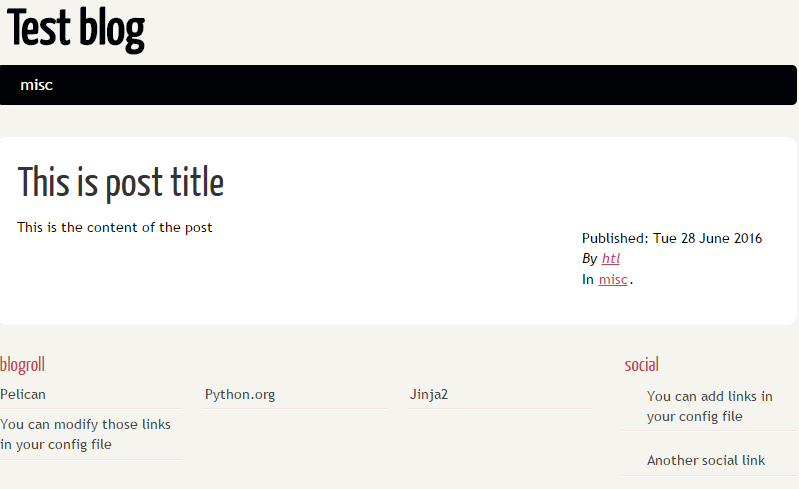 Test blog
misc
This is post title
This is the content of the post
Published: Tue 28 June 2016
By htl
In misc.
blogroll
Pelican
Python.org
Jinja2
You can modify those links
in your config file
social
You can add links in
your config file
Another social link